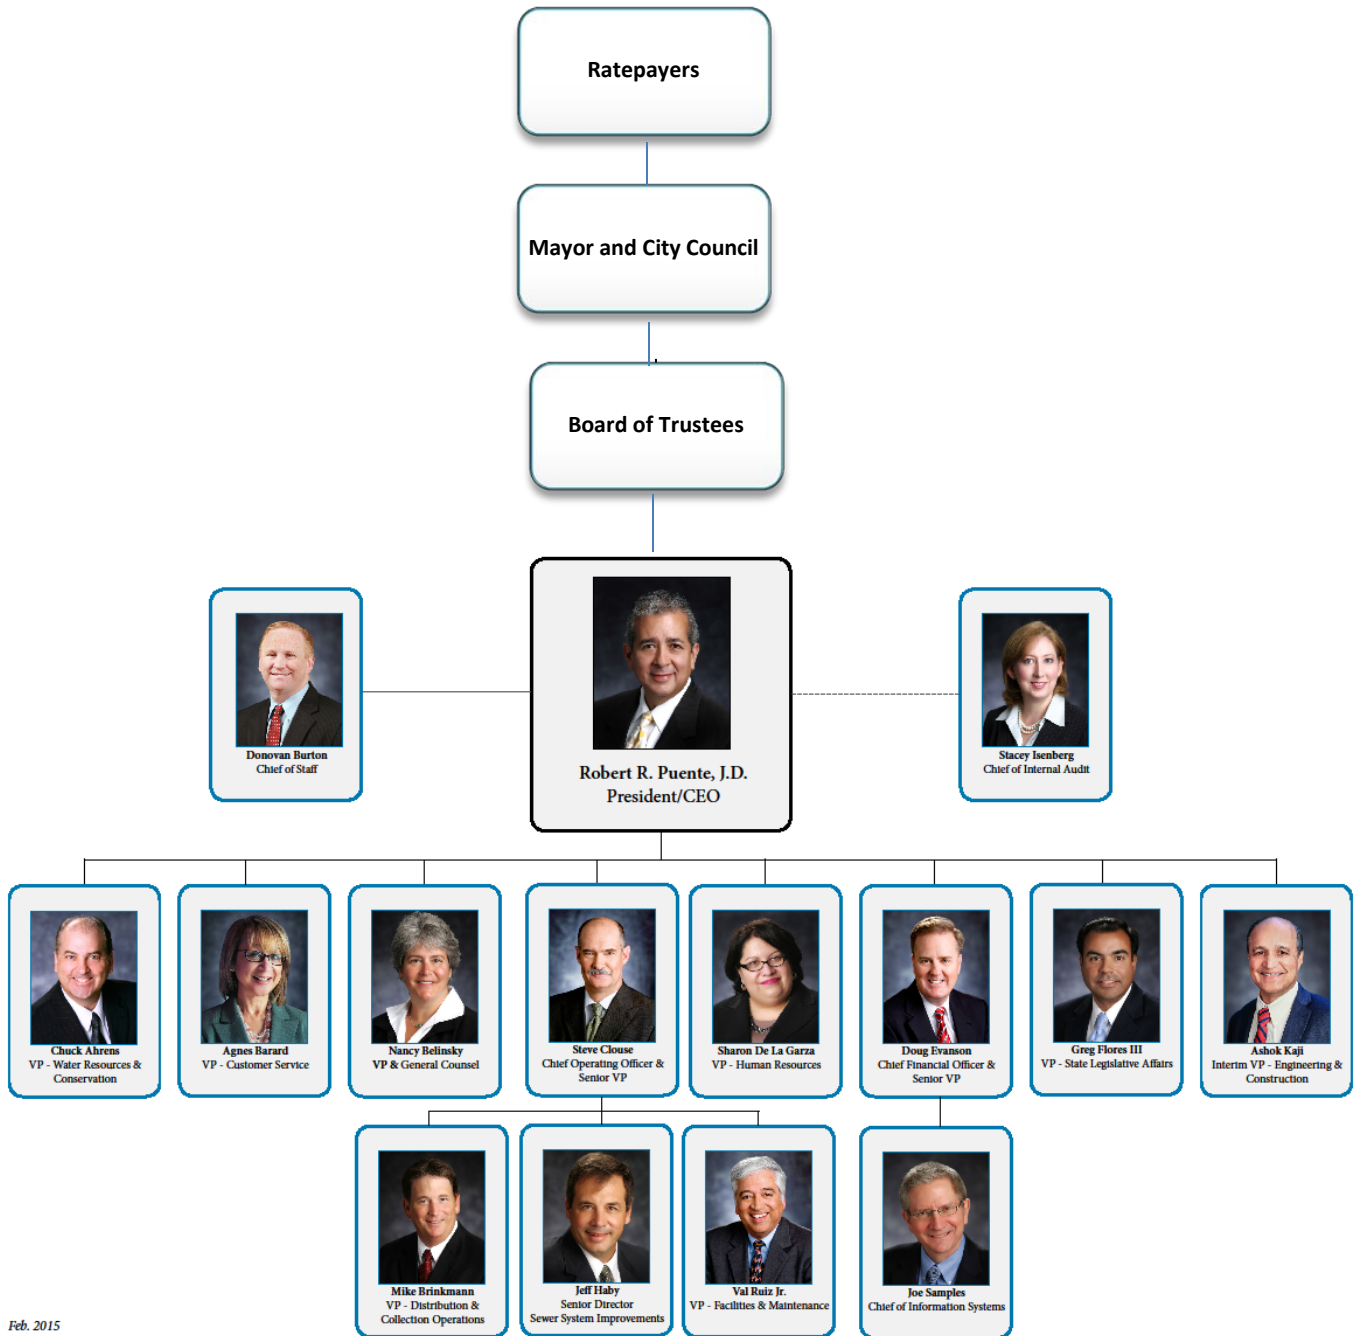 Ratepayers
Mayor and City Council
Board of Trustees
Donovan Burton
Chief of Staff
Robert R. Puente, J.D.
President/CEO
Stacey Isenberg
Chief of Internal Audit
Chuck Ahrens
VP - Water Resources &
Conservation
Agnes Barard
VP - Customer Service
Nancy Belinsky
VP & General Counsel
Steve Clouse
Chief Operating Officer &
Senior VP
Sharon De La Garza
VP - Human Resources
Doug Evanson
Chief Financial Officer &
Senior VP
Greg Flores III
VP - State Legislative Affairs
Ashok Kaji
Interim VP - Engineering &
Construction
Mike Brinkmann
VP - Distribution &
Collection Operations
Jeff Haby
Senior Director
Sewer System Improvements
Val Ruiz Jr.
VP - Facilities & Maintenance
Joe Samples
Chief of Information Systems
Feb. 2015